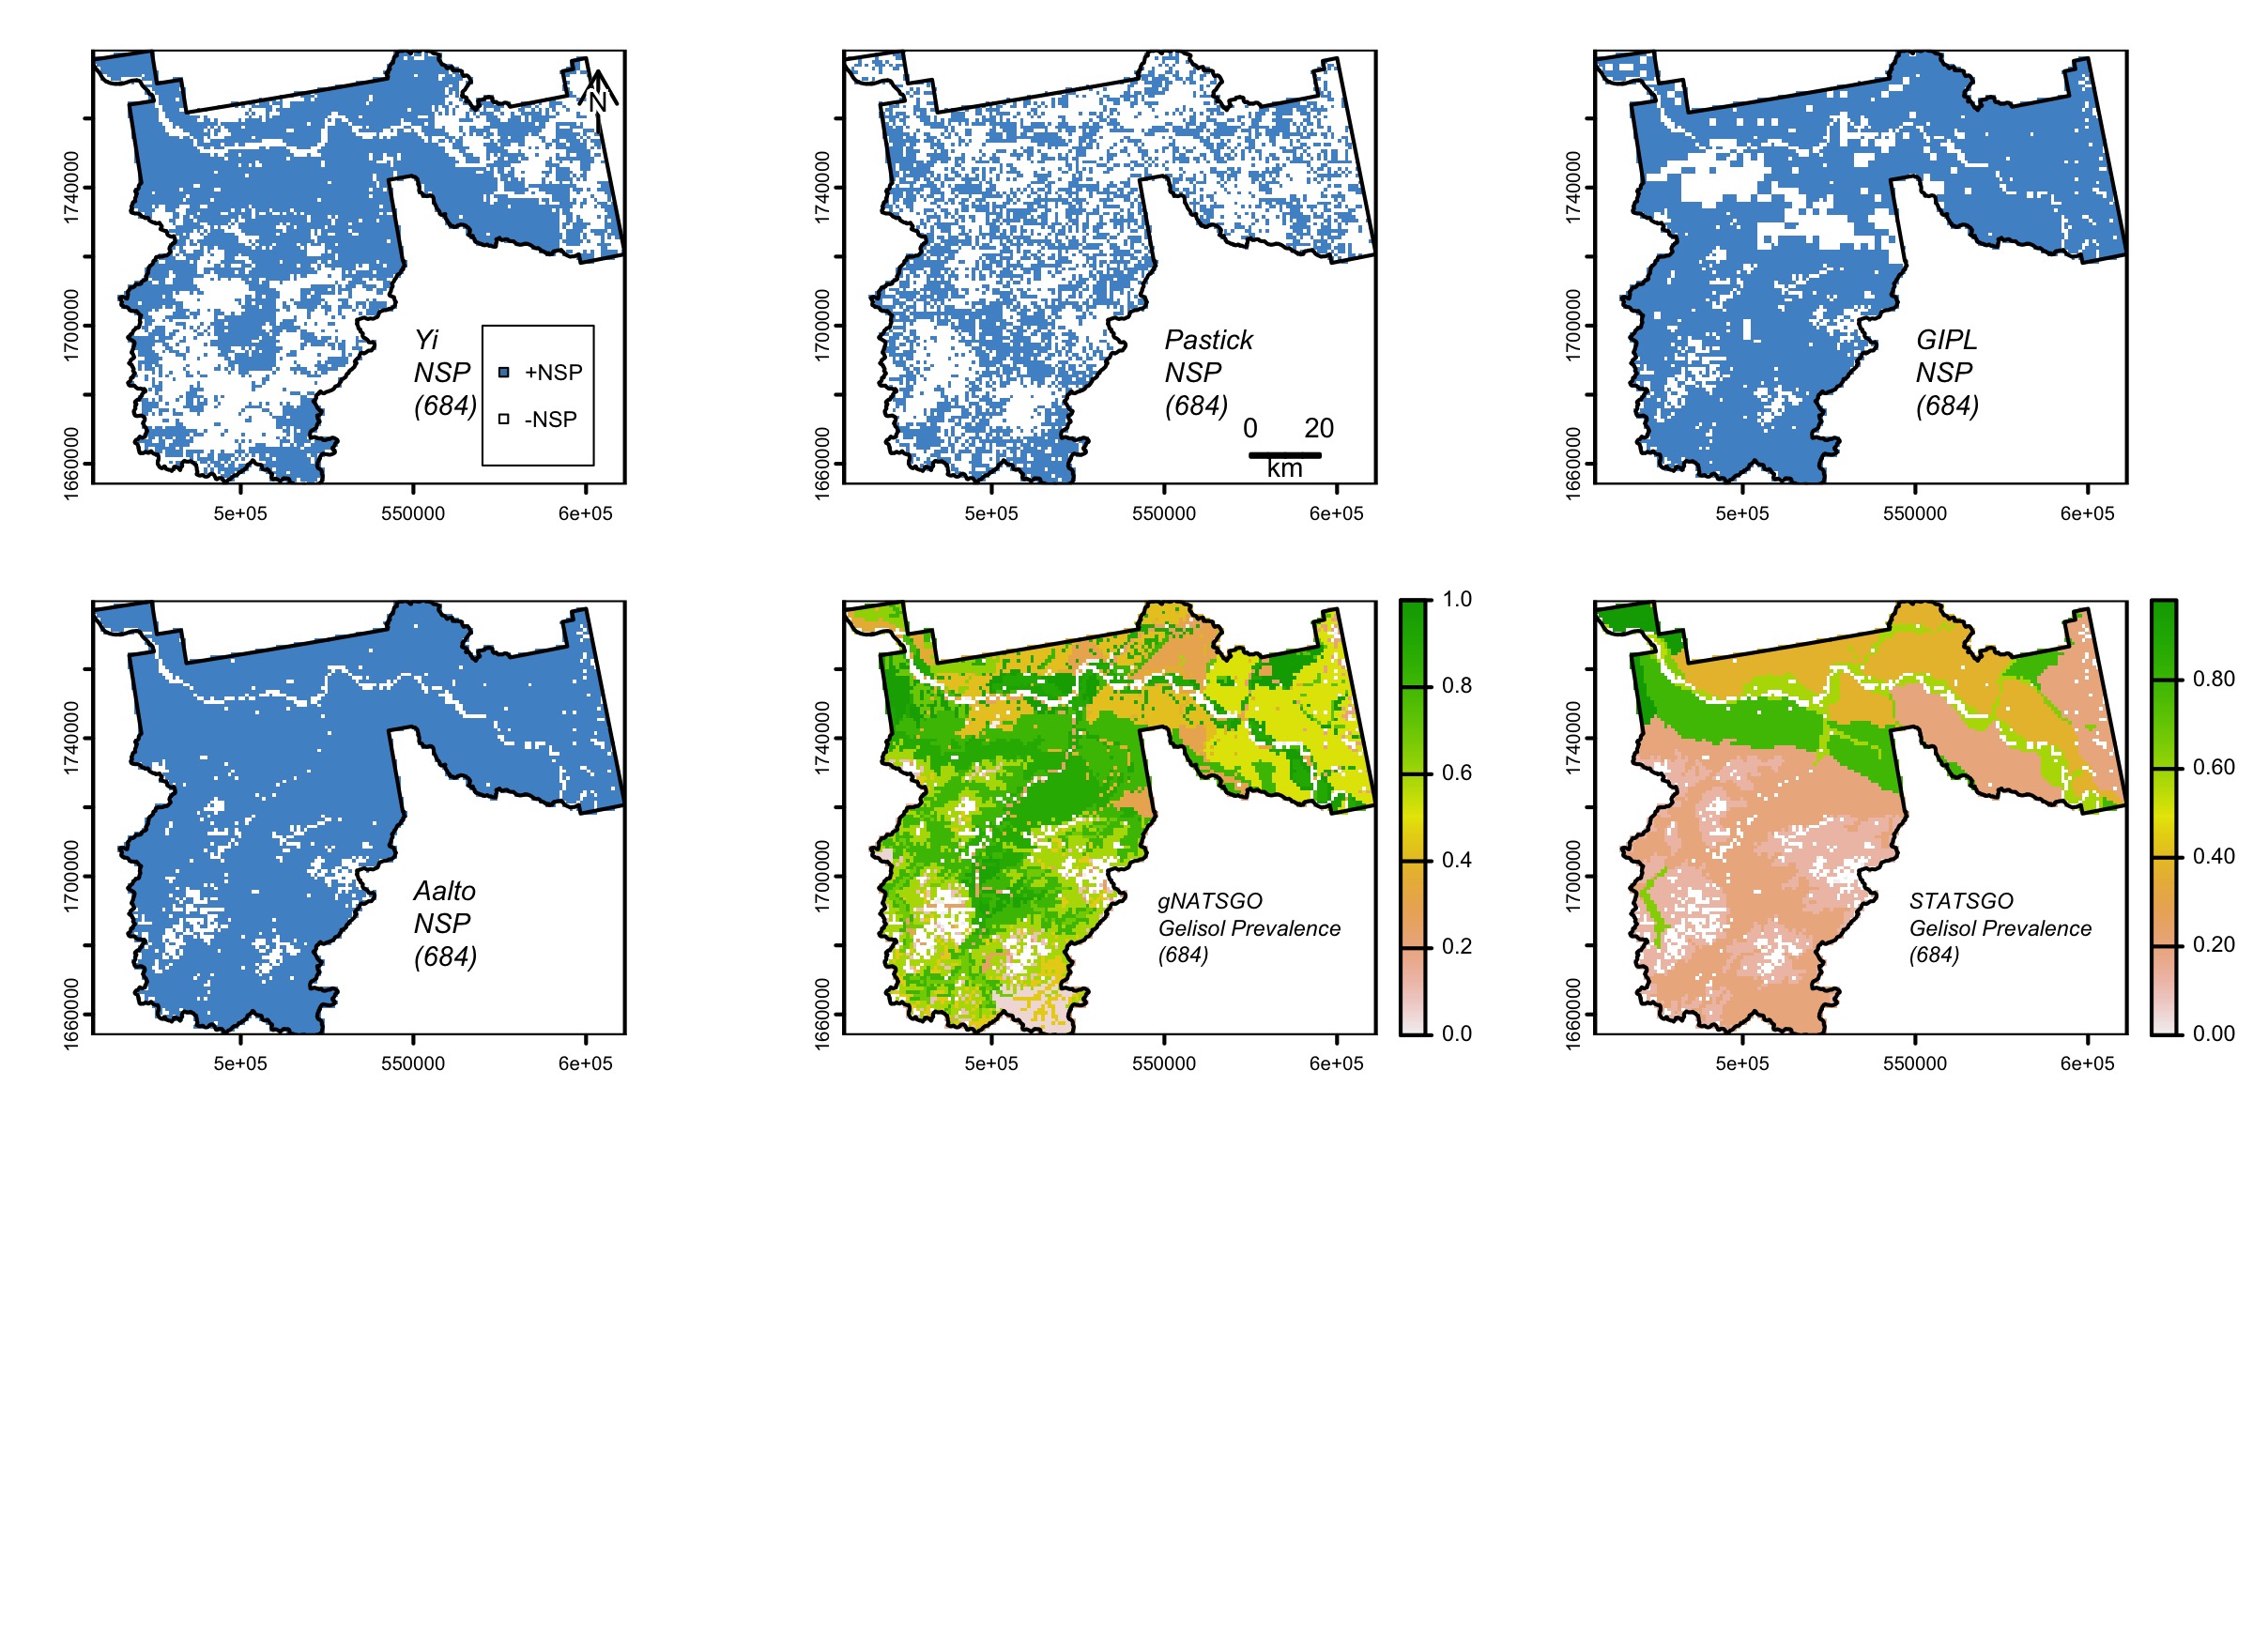 N
1740000
1700000
1660000
Yi
NSP
(684)
+NSP
-NSP
5e+05 550000 6e+05
1740000
1700000
1660000
Pastick
NSP
(684)
0 20
km
5e+05 550000 6e+05
1740000
1700000
1660000
GIPL
NSP
(684)
5e+05 550000 6e+05
1740000
1700000
1660000
Aalto
NSP
(684)
5e+05 550000 6e+05
1740000
1700000
1660000
gNATSGO
Gelisol Prevalence
(684)
5e+05 550000 6e+05
1.0
0.8
0.6
0.4
0.2
0.0
1740000
1700000
1660000
STATSGO
Gelisol Prevalence
(684)
5e+05 550000 6e+05
0.80
0.60
0.40
0.20
0.00